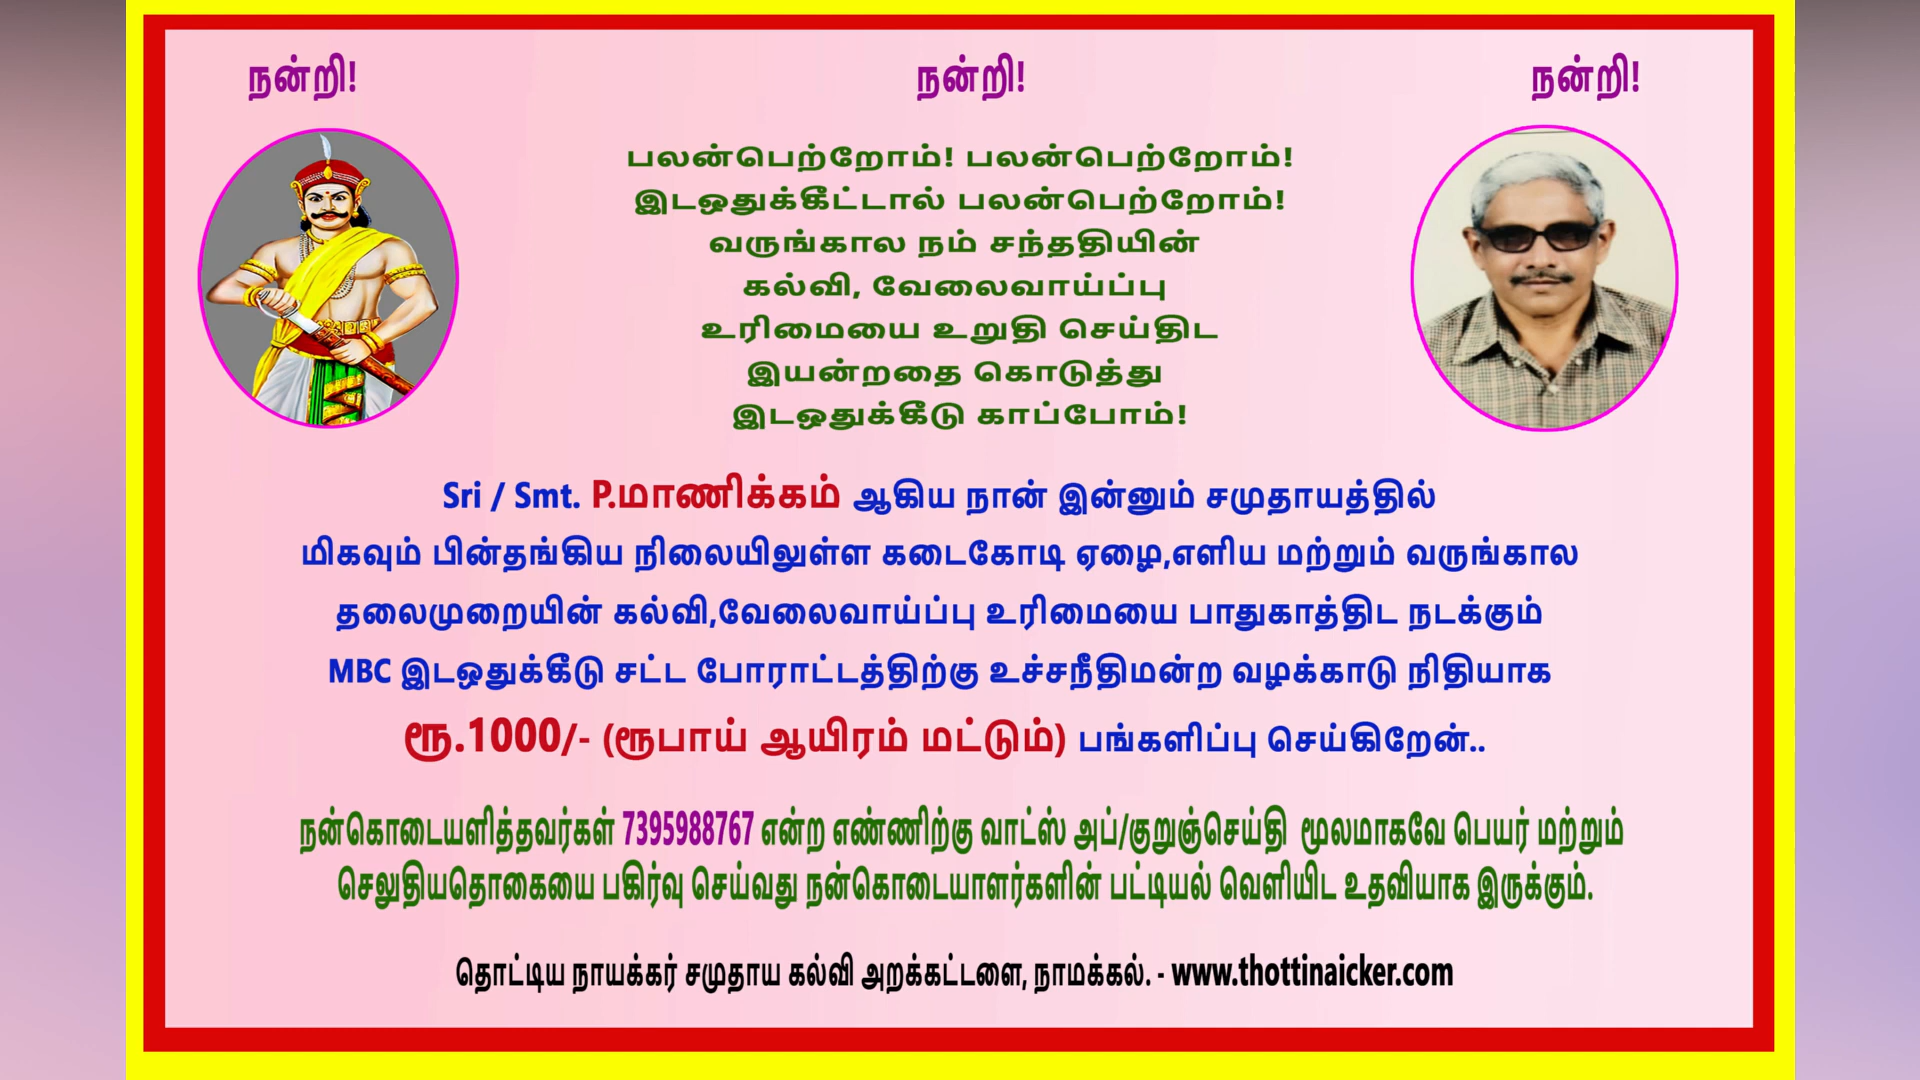 நன்றி! நன்றி! நன்றி!
பலன்பெற்றோம்! பலன்பெற்றோம்!
இடஒதுக்கீட்டால் பலன்பெற்றோம்!
வருங்கால நம் சந்ததியின்
கல்வி, வேலைவாய்ப்பு
உரிமையை உறுதி செய்திட
இயன்றதை கொடுத்து
இடஒதுக்கீடு காப்போம்!
Sri / Smt. P.மாணிக்கம் ஆகிய நான் இன்னும் சமுதாயத்தில்
மிகவும் பின்தங்கிய நிலையிலுள்ள கடைகோடி ஏழை,எளிய மற்றும் வருங்கால
தலைமுறையின் கல்வி,வேலைவாய்ப்பு உரிமையை பாதுகாத்திட நடக்கும்
MBC இடஒதுக்கீடு சட்ட போராட்டத்திற்கு உச்சநீதிமன்ற வழக்காடு நிதியாக
ரூ.1000/- (ரூபாய் ஆயிரம் மட்டும்) பங்களிப்பு செய்கிறேன்..
நன்கொடையளித்தவர்கள் 7395988767 என்ற எண்ணிற்கு வாட்ஸ் அப்/குறுஞ்செய்தி மூலமாகவே பெயர் மற்றும்
செலுதியதொகையை பகிர்வு செய்வது நன்கொடையாளர்களின் பட்டியல் வெளியிட உதவியாக இருக்கும்.
தொட்டிய நாயக்கர் சமுதாய கல்வி அறக்கட்டளை, நாமக்கல். - www.thottinaicker.com